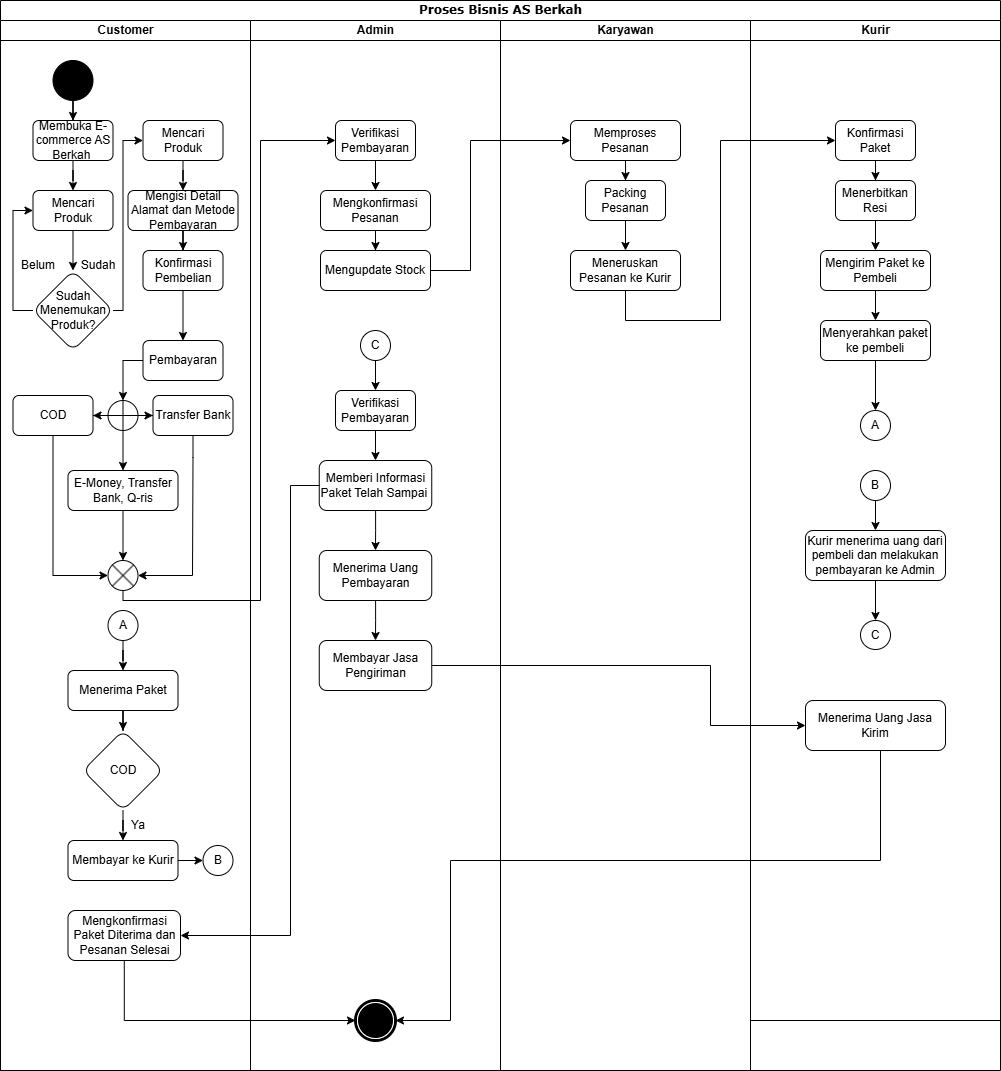 Proses Bisnis AS Berkah
Customer
Admin
Karyawan
Kurir
Membuka E-
commerce AS
Berkah
Mencari
Produk
Belum
Sudah
Sudah
Menemukan
Produk?
Mencari
Produk
Mengisi Detail
Alamat dan Metode
Pembayaran
Konfirmasi
Pembelian
Pembayaran
COD
Transfer Bank
E-Money, Transfer
Bank, Q-ris
A
Menerima Paket
COD
Ya
Membayar ke Kurir
B
Mengkonfirmasi
Paket Diterima dan
Pesanan Selesai
Verifikasi
Pembayaran
Mengkonfirmasi
Pesanan
Mengupdate Stock
C
Verifikasi
Pembayaran
Memberi Informasi
Paket Telah Sampai
Menerima Uang
Pembayaran
Membayar Jasa
Pengiriman
Memproses
Pesanan
Packing
Pesanan
Meneruskan
Pesanan ke Kurir
Konfirmasi
Paket
Menerbitkan
Resi
Mengirim Paket ke
Pembeli
Menyerahkan paket
ke pembeli
A
B
Kurir menerima uang dari
pembeli dan melakukan
pembayaran ke Admin
C
Menerima Uang Jasa
Kirim